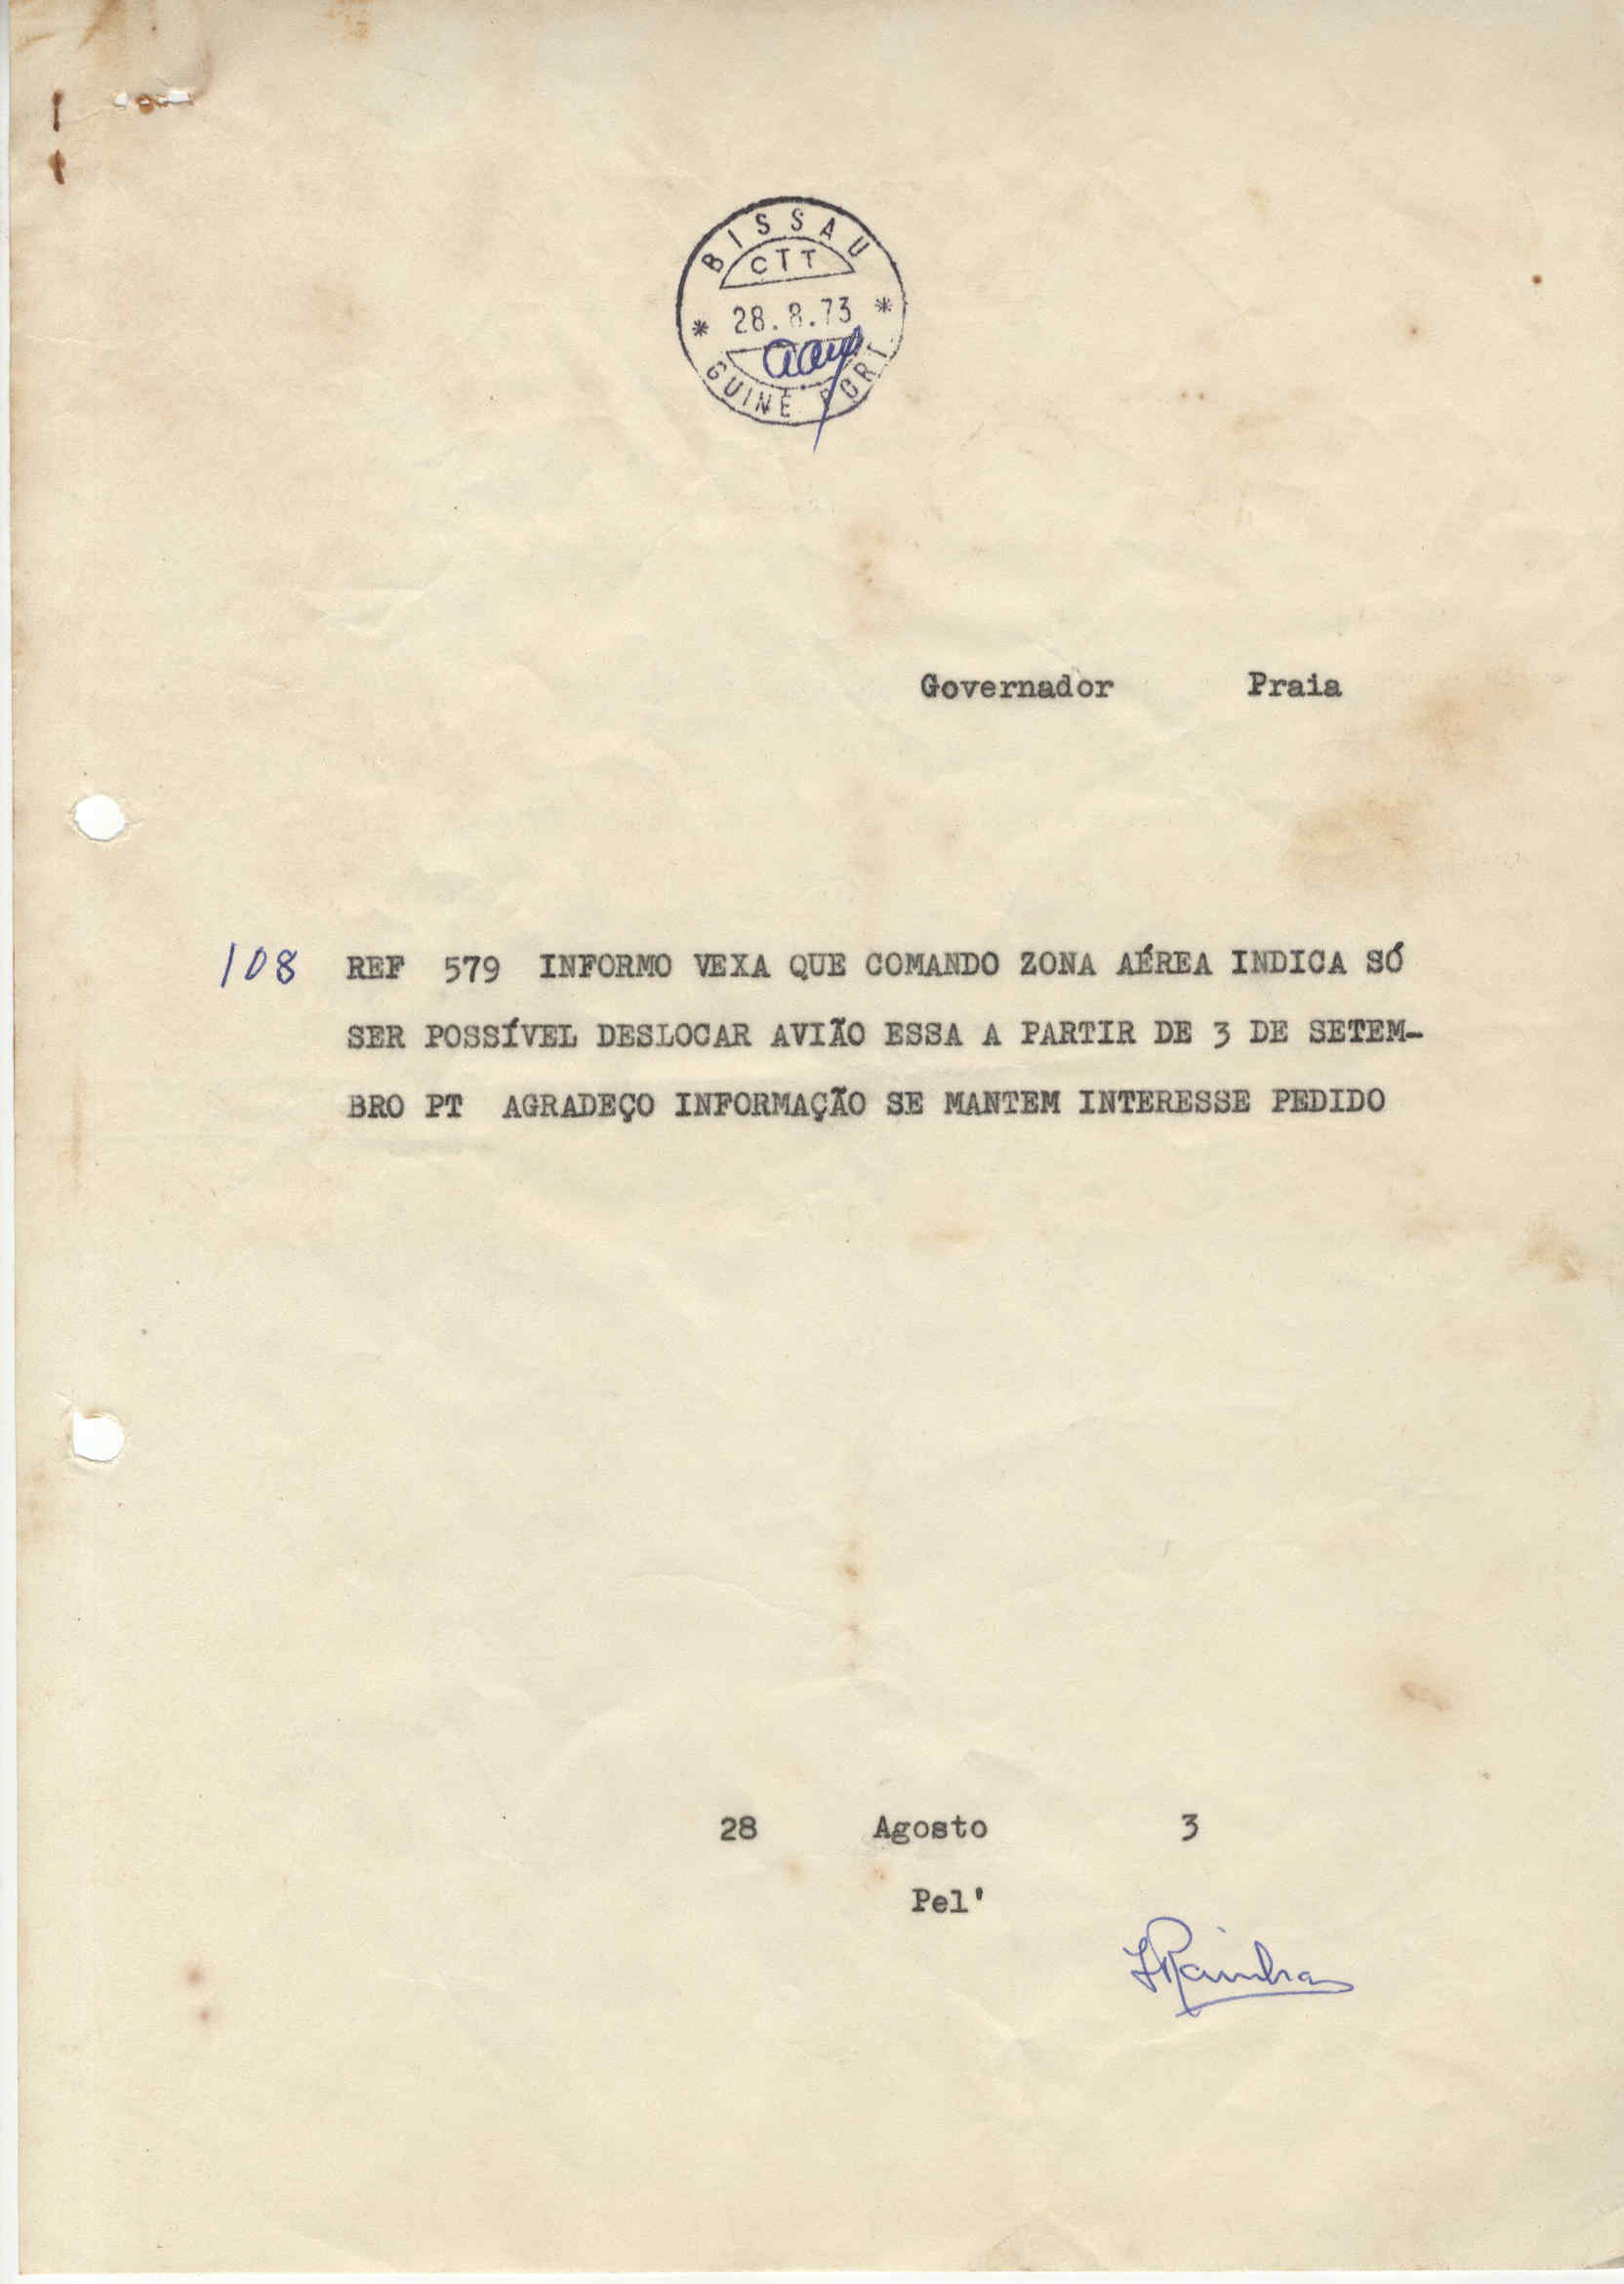 BISSAU
CTT
* 28.8.73 *
GUINÉ PORT.
Governador Praia
108 REF 579 INFORMO VEXA QUE COMANDO ZONA AÉREA INDICA SÓ
SER POSSÍVEL DESLOCAR AVIÃO ESSA A PARTIR DE 3 DE SETEM-
BRO PT AGRADEÇO INFORMAÇÃO SE MANTEM INTERESSE PEDIDO
28 Agosto 3
Pel'